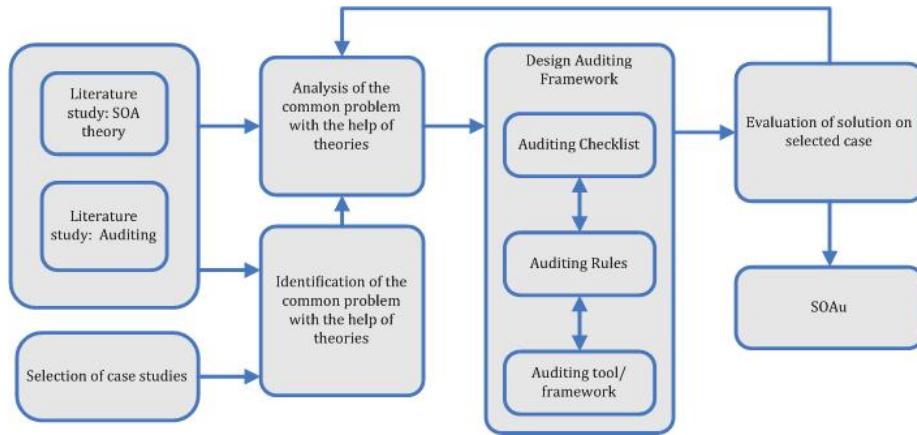 Literature
study: SOA
theory
Literature
study:  Auditing
Selection of case studies
Analysis of the
common problem
with the help of
theories
Identification of the
common problem
with the help of
theories
Design Auditing
Framework
Auditing Checklist
Auditing Rules
Auditing tool/
framework
Evaluation of solution on
selected case
SOAu